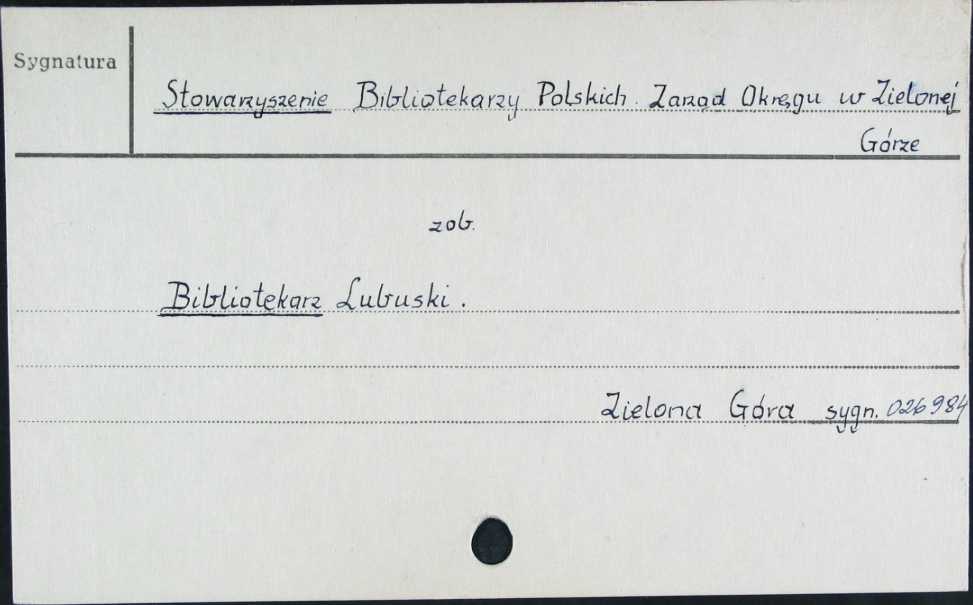 Sygnatura
Stowarzyszenie Bibliotekarzy Polskich. Zarząd Okręgu w Zielonej
Górze
zob.
Bibliotekarz Lubuski.
Zielona Góra sygn. 026984